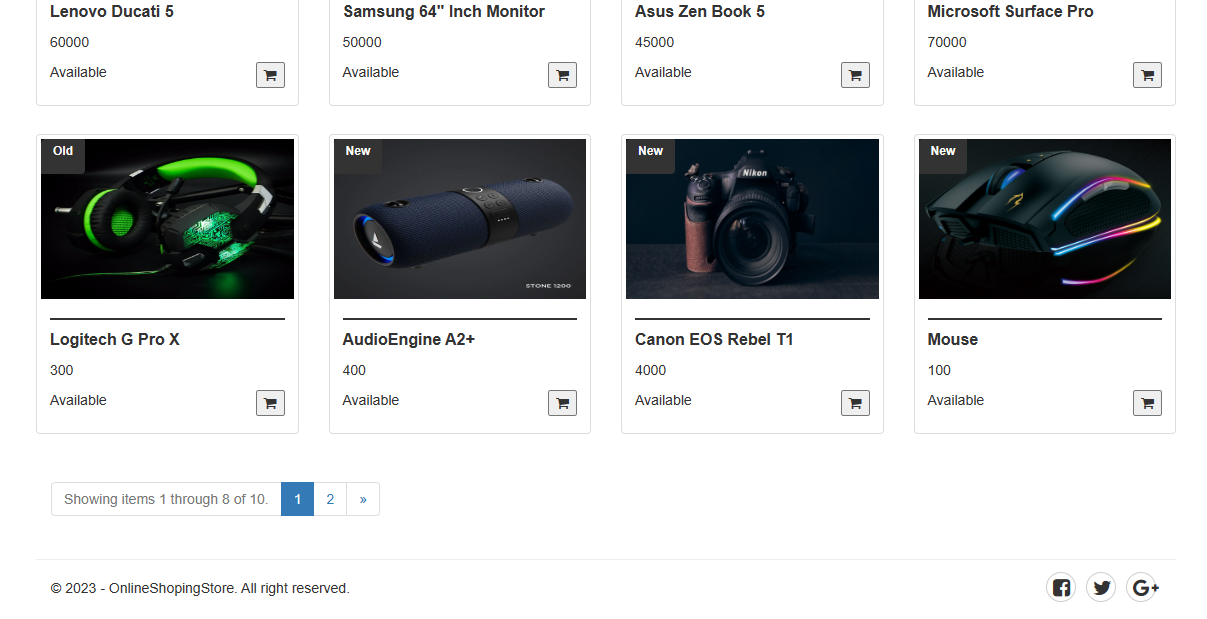 Lenovo Ducati 5
Samsung 64" Inch Monitor
Asus Zen Book 5
Microsoft Surface Pro
60000
50000
45000
70000
Available
Available
Available
Available
Old
New
New
New
Nikon
STONE 1200
Logitech G Pro X
AudioEngine A2+
Canon EOS Rebel T1
Mouse
300
400
4000
100
Available
Available
Available
Available
Showing items 1 through 8 of 10. 1 2 »
© 2023 - OnlineShopingStore. All right reserved.
G+